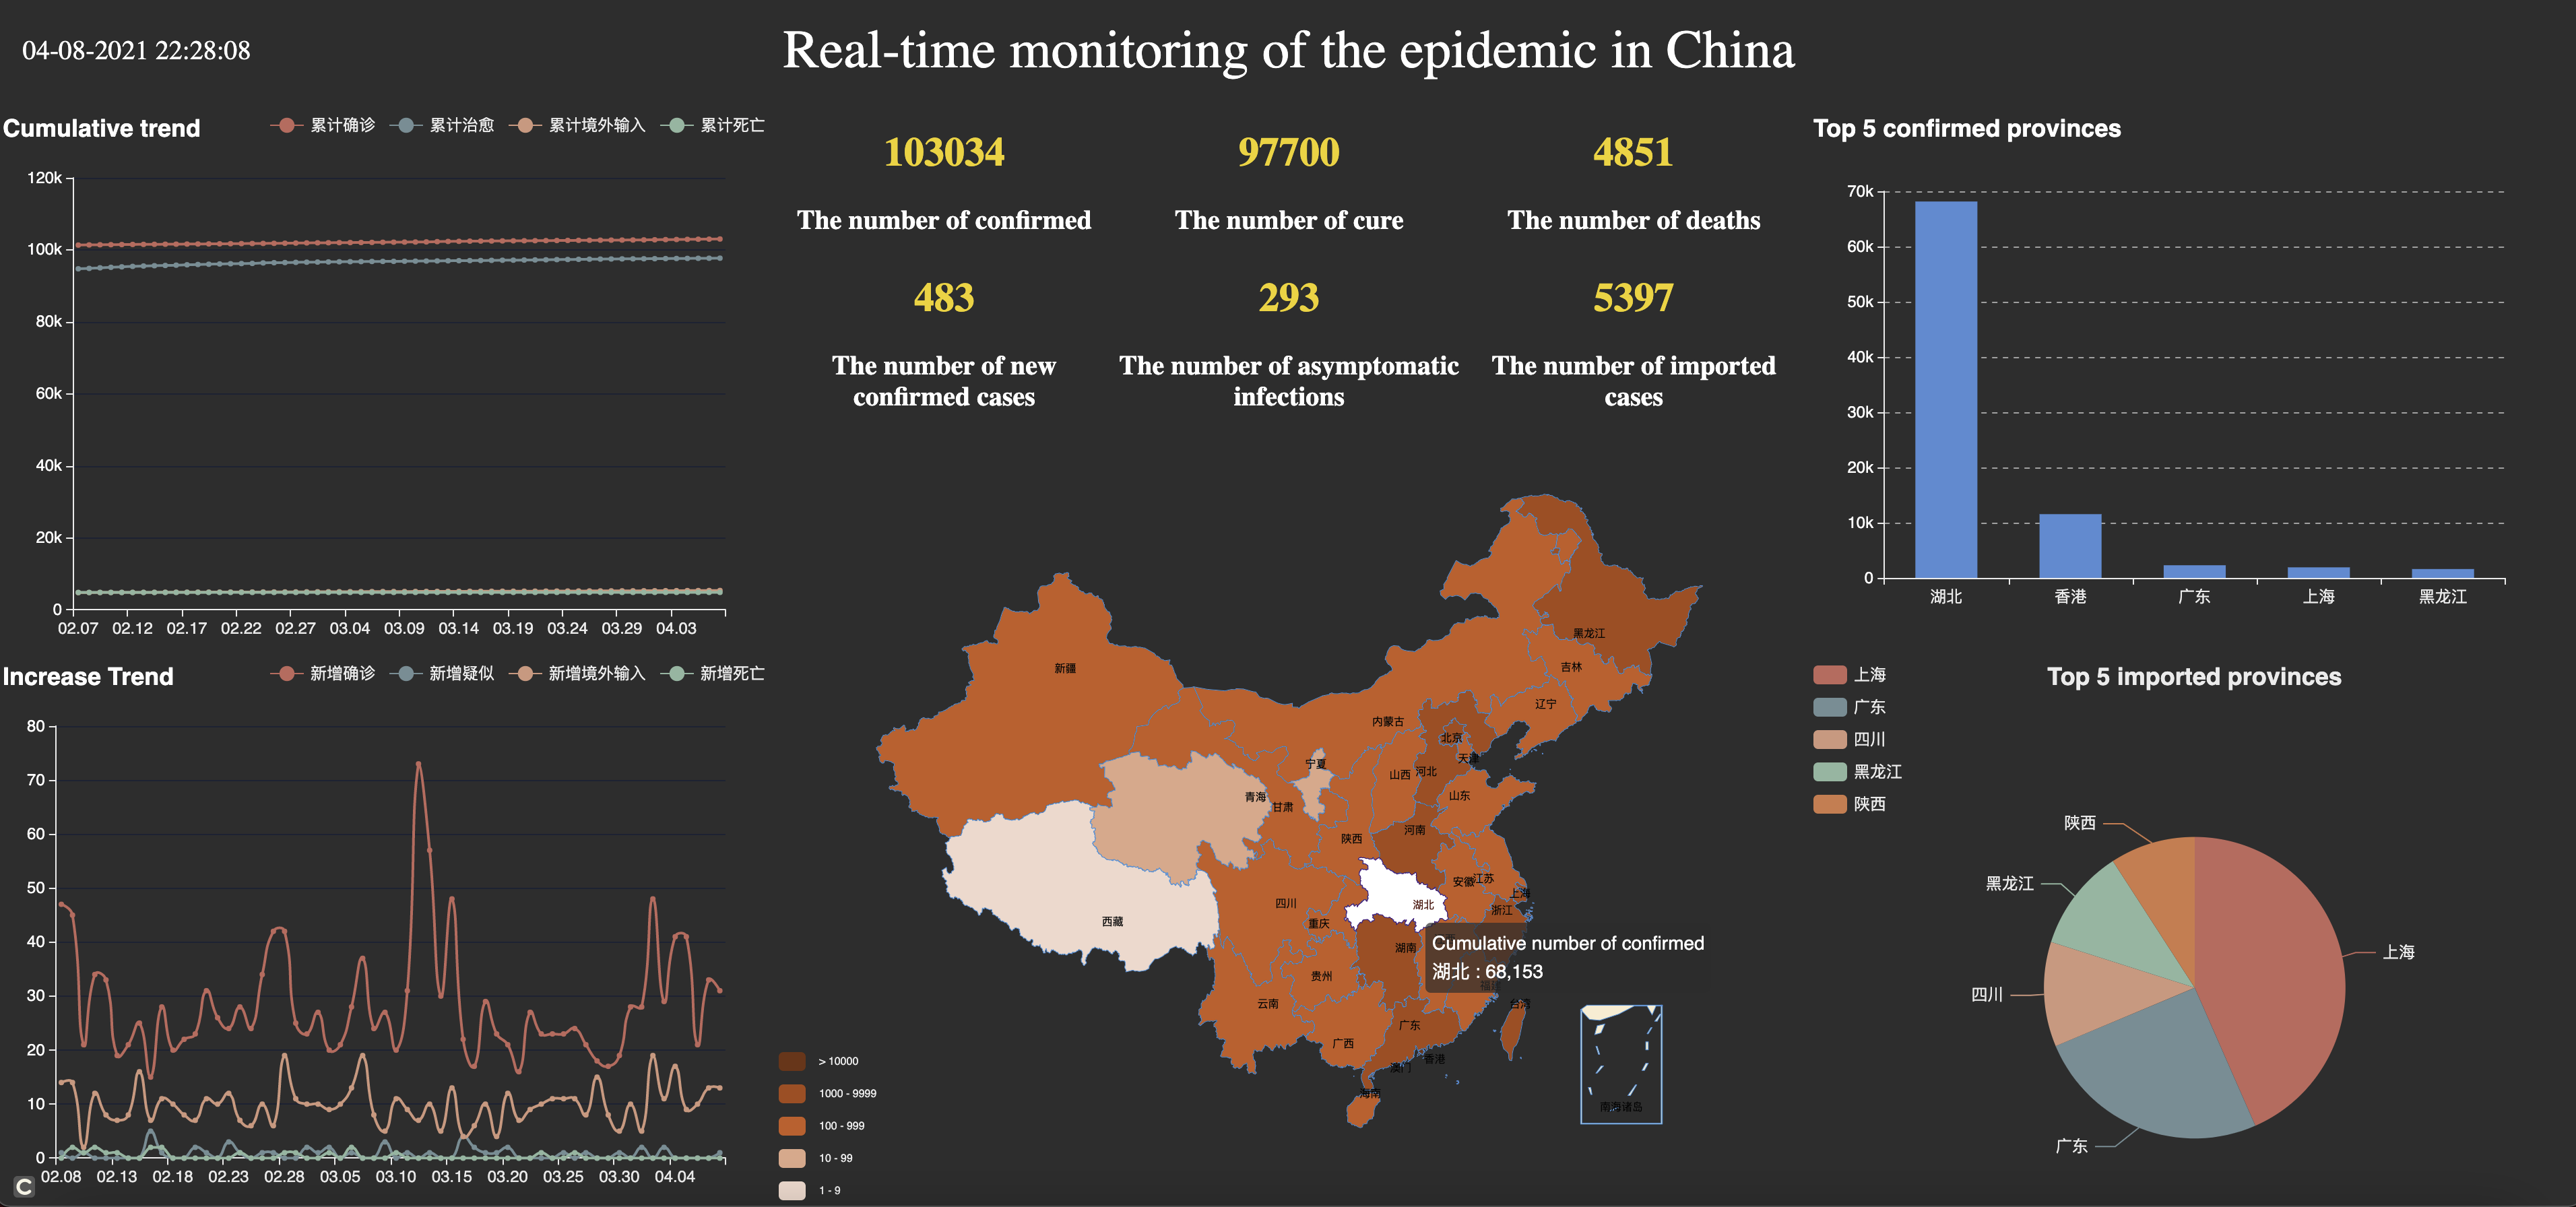 04-08-2021 22:28:08
Real-time monitoring of the epidemic in China
Cumulative trend
累计确诊 累计治愈 累计境外输入 累计死亡
120k
100k
80k
60k
40k
20k
0
02.07 02.12 02.17 02.22 02.27 03.04 03.09 03.14 03.19 03.24 03.29 04.03
Increase Trend
新增确诊 新增疑似 新增境外输入 新增死亡
80
70
60
50
40
30
20
10
0
02.08 02.13 02.18 02.23 02.28 03.05 03.10 03.15 03.20 03.25 03.30 04.04
C
103034
The number of confirmed
97700
The number of cure
4851
The number of deaths
483
The number of new
confirmed cases
293
The number of asymptomatic
infections
5397
The number of imported
cases
黑龙江
吉林
新疆
辽宁
内蒙古
北京
天津
宁夏
山西
河北
青海
甘肃
山东
河南
陕西
安徽
江苏
上海
四川
湖北
浙江
重庆
西藏
湖南
Cumulative number of confirmed
湖北 : 68,153
贵州
福建
云南
台湾
广东
广西
香港
澳门
海南
南海诸岛
> 10000
1000 - 9999
100 - 999
10 - 99
1 - 9
Top 5 confirmed provinces
70k
60k
50k
40k
30k
20k
10k
0
湖北 香港 广东 上海 黑龙江
上海
广东
四川
黑龙江
陕西
Top 5 imported provinces
陕西
黑龙江
上海
四川
广东